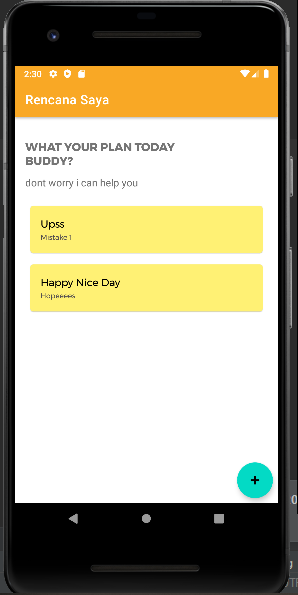 2:30
Rencana Saya
WHAT YOUR PLAN TODAY
BUDDY?
dont worry i can help you
Upss
Mistake 1
Happy Nice Day
Hopeeees
+